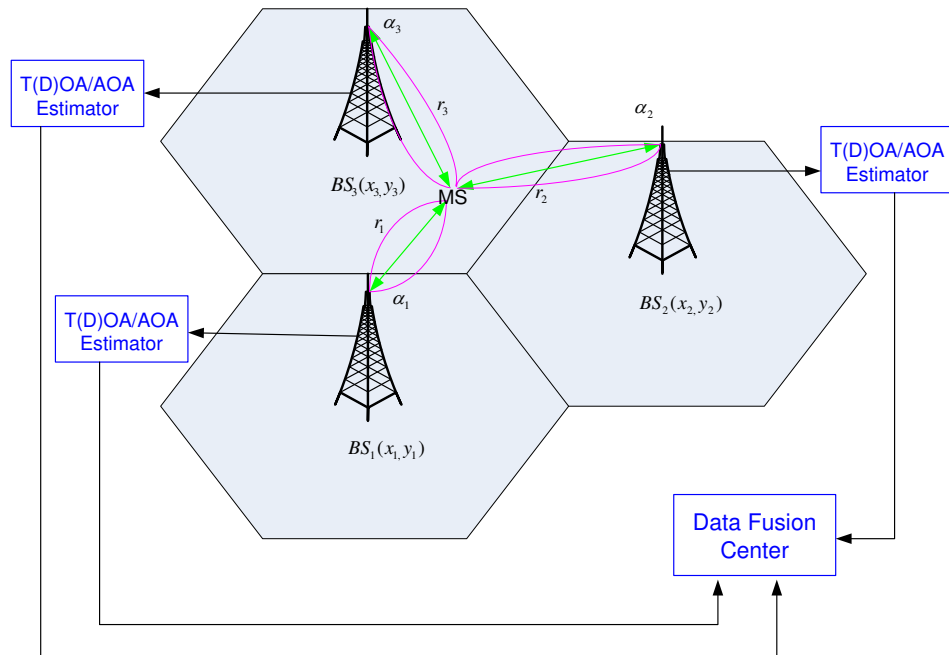 α3
T(D)OA/AOA
Estimator
r3
α2
T(D)OA/AOA
Estimator
BS3(x3,y3)
MS
r2
r1
α1
BS2(x2,y2)
T(D)OA/AOA
Estimator
BS1(x1,y1)
Data Fusion
Center